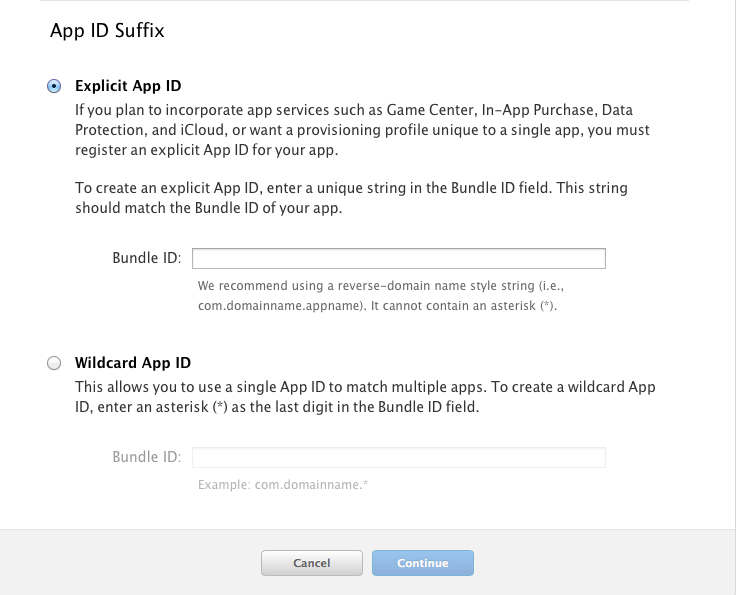 App ID Suffix
Explicit App ID
If you plan to incorporate app services such as Game Center, In-App Purchase, Data
Protection, and iCloud, or want a provisioning profile unique to a single app, you must
register an explicit App ID for your app.
To create an explicit App ID, enter a unique string in the Bundle ID field. This string
should match the Bundle ID of your app.
Bundle ID:
We recommend using a reverse-domain name style string (i.e.,
com.domainname.appname). It cannot contain an asterisk (*).
Wildcard App ID
This allows you to use a single App ID to match multiple apps. To create a wildcard App
ID, enter an asterisk (*) as the last digit in the Bundle ID field.
Bundle ID:
Example: com.domainname.*
Cancel
Continue